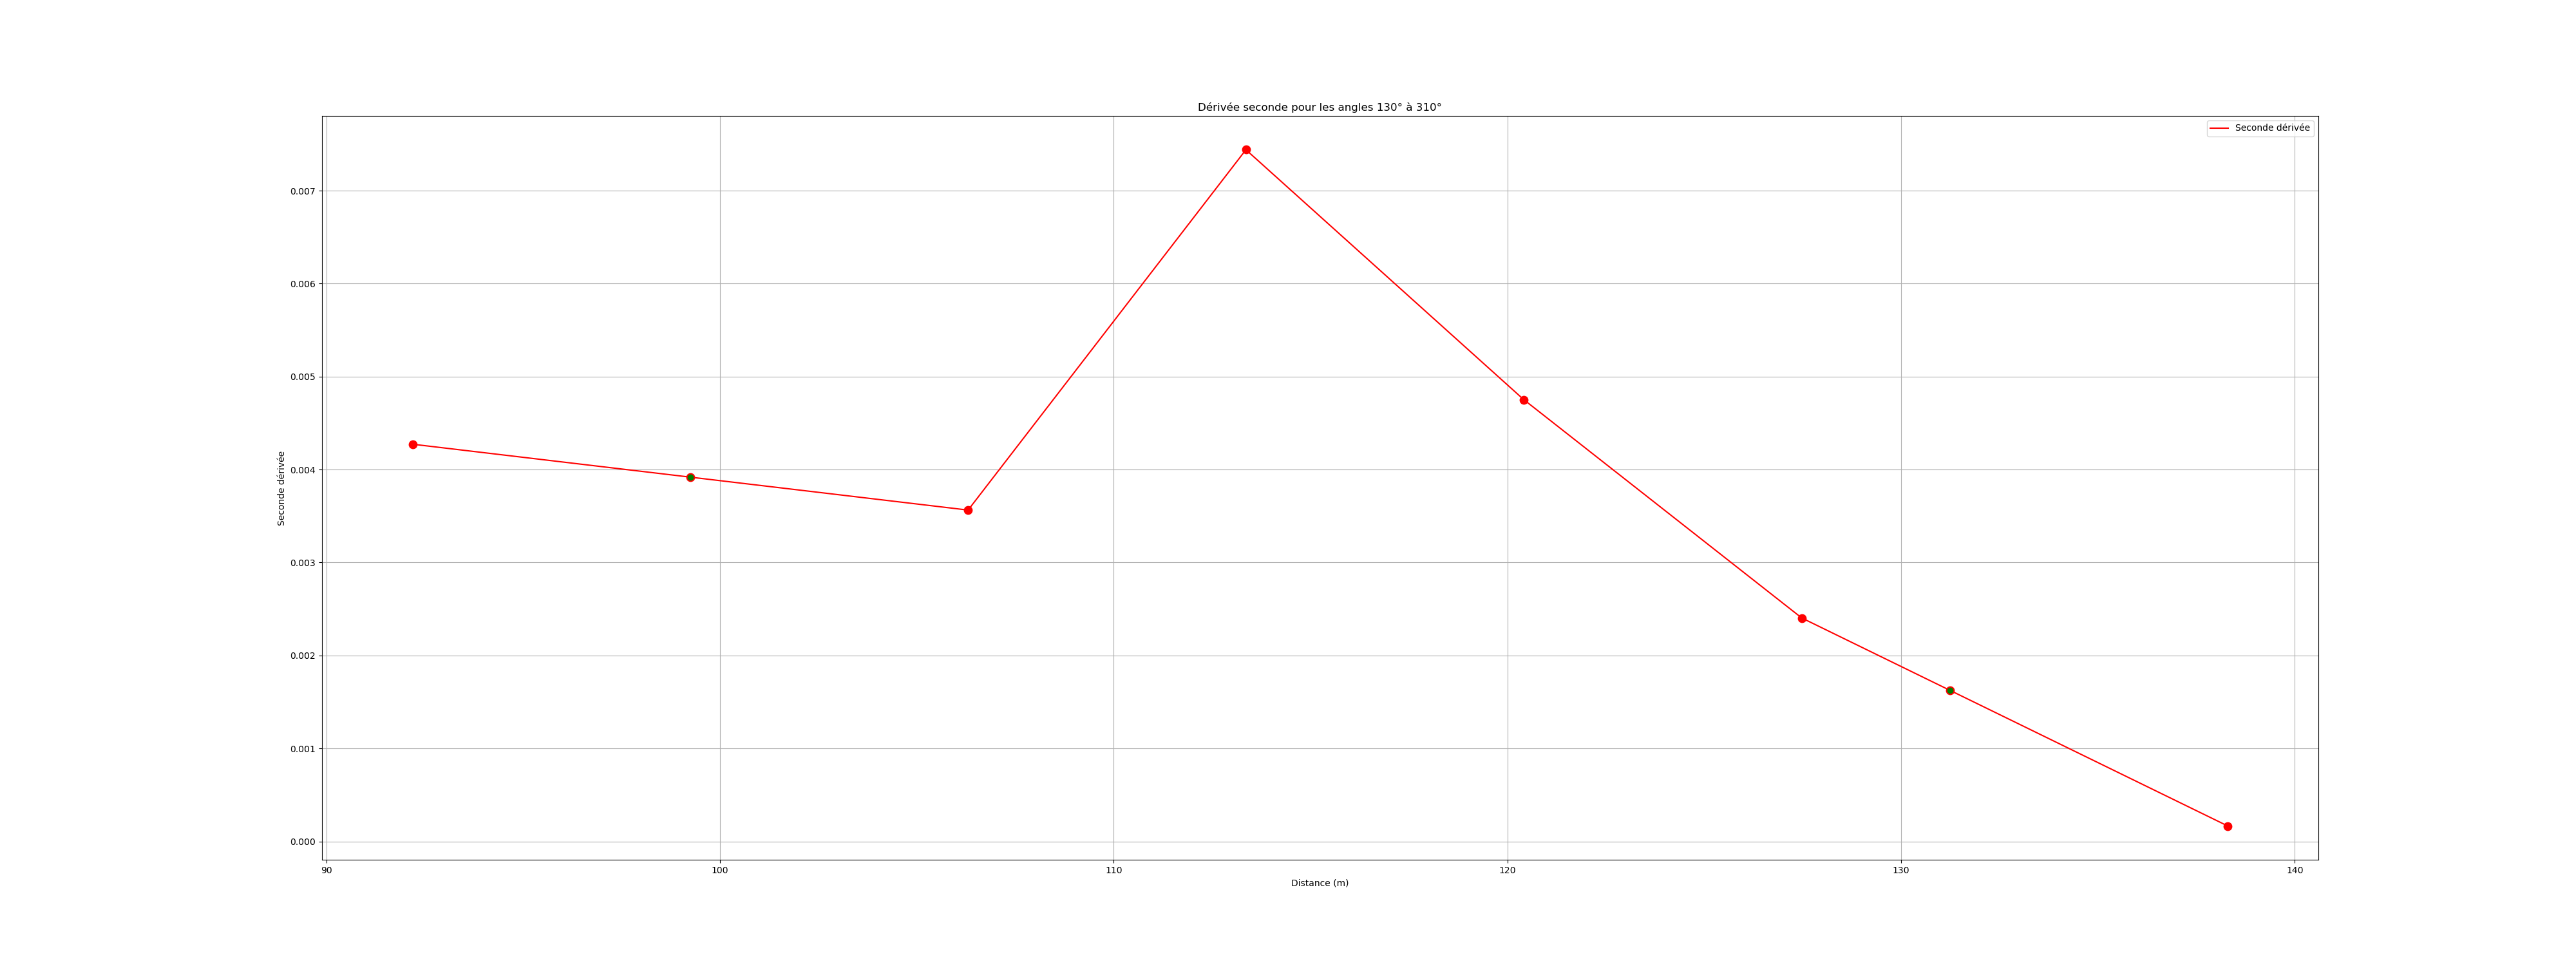 Dérivée seconde pour les angles 130° à 310°
Seconde dérivée
0.007
0.006
0.005
0.004
0.003
0.002
0.001
0.000
Seconde dérivée
90 100 110 120 130 140
Distance (m)